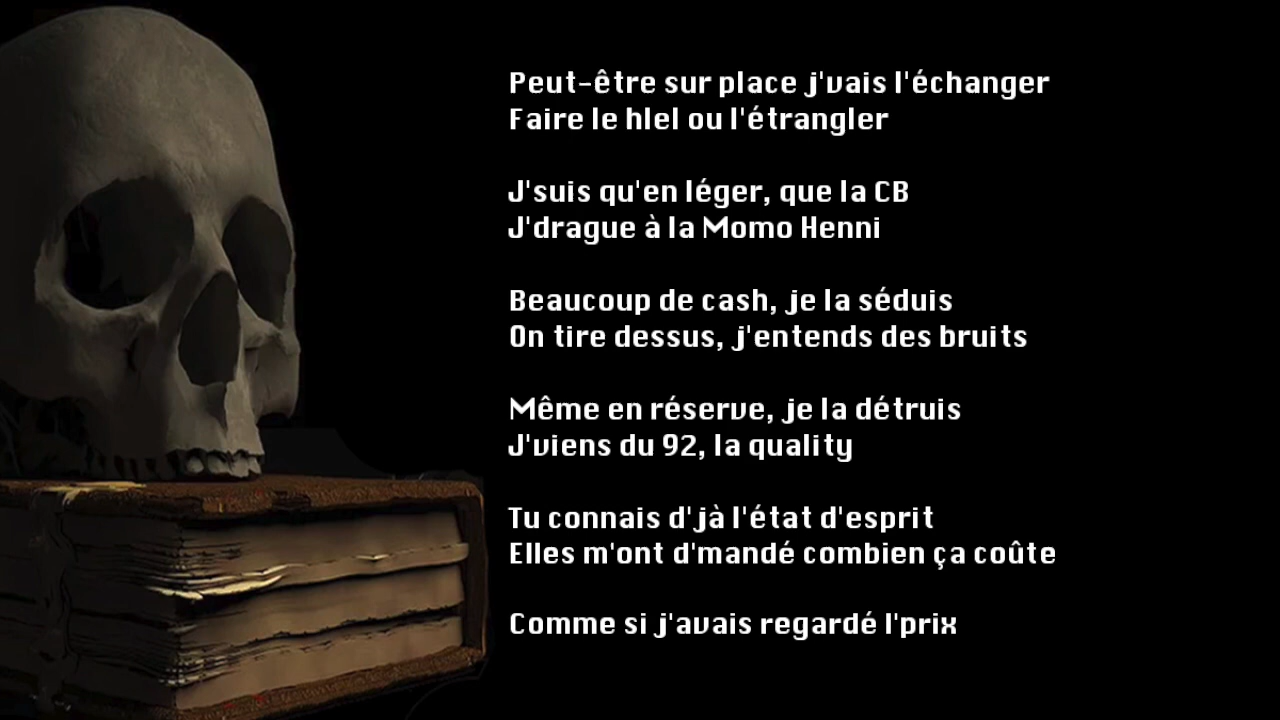 Peut-être sur place j'vais l'échanger
Faire le hlel ou l'étrangler
J'suis qu'en léger, que la CB
J'drague à la Momo Henni
Beaucoup de cash, je la séduis
On tire dessus, j'entends des bruits
Même en réserve, je la détruis
J'viens du 92, la quality
Tu connais d'jà l'état d'esprit
Elles m'ont d'mandé combien ça coûte
Comme si j'avais regardé l'prix